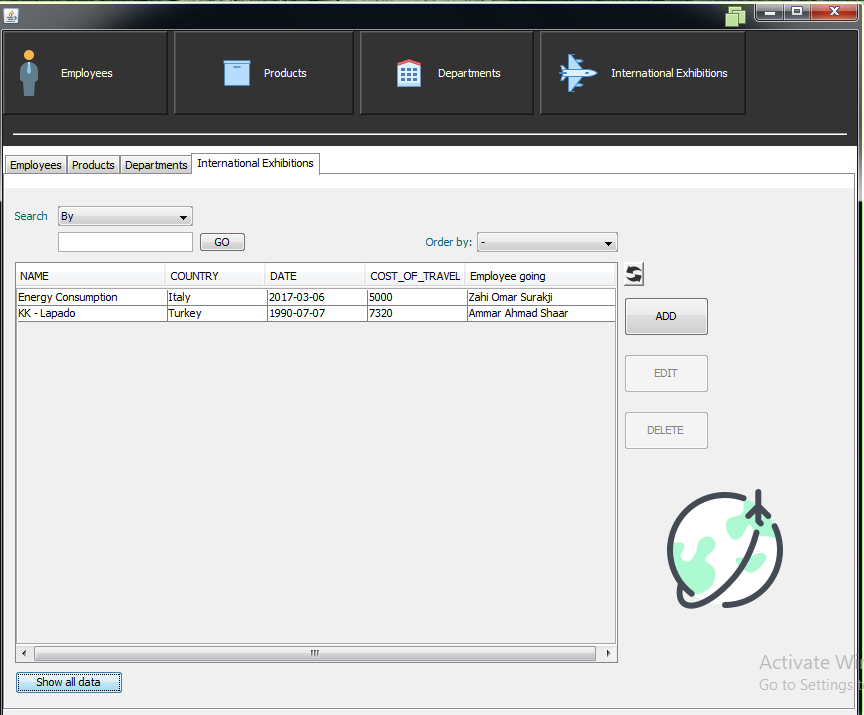 Employees Products Departments International Exhibitions
Employees Products Departments International Exhibitions
Search By
GO Order by: -
NAME COUNTRY DATE COST_OF_TRAVEL Employee going
Energy Consumption Italy 2017-03-06 5000 Zahi Omar Surakji
KK - Lapado Turkey 1990-07-07 7320 Ammar Ahmad Shaar
ADD
EDIT
DELETE
Activate Wi
Go to Settings t
Show all data